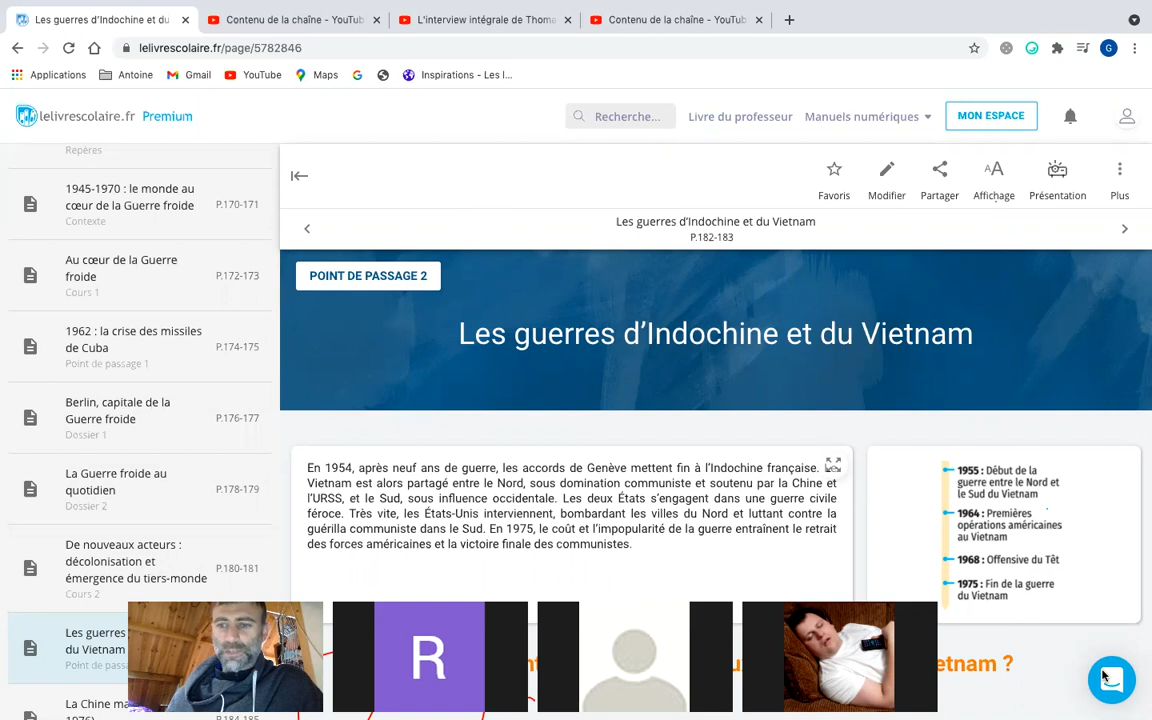 Les guerres d'Indochine et du
Contenu de la chaîne - YouTub
L'interview intégrale de Thoma
Contenu de la chaîne - YouTub
lelivrescolaire.fr/page/5782846
G
Applications
Antoine
Gmail
YouTube
Maps
Inspirations - Les l...
lelivrescolaire.fr Premium
Recherche...
Livre du professeur
Manuels numériques
MON ESPACE
Repères
1945-1970 : le monde au
cœur de la Guerre froide
P.170-171
Contexte
Au cœur de la Guerre
froide
P.172-173
Cours 1
1962 : la crise des missiles
de Cuba
P.174-175
Point de passage 1
Berlin, capitale de la
Guerre froide
P.176-177
Dossier 1
La Guerre froide au
quotidien
P.178-179
Dossier 2
De nouveaux acteurs :
décolonisation et
émergence du tiers-monde
P.180-181
Cours 2
Les guerres
du Vietnam
Point de passa
La Chine ma
1976)
P.184-185
Favoris
Modifier
Partager
Affichage
Présentation
Plus
Les guerres d'Indochine et du Vietnam
P.182-183
POINT DE PASSAGE 2
Les guerres d'Indochine et du Vietnam
En 1954, après neuf ans de guerre, les accords de Genève mettent fin à l'Indochine française.
Vietnam est alors partagé entre le Nord, sous domination communiste et soutenu par la Chine et
l'URSS, et le Sud, sous influence occidentale. Les deux États s'engagent dans une guerre civile
féroce. Très vite, les États-Unis interviennent, bombardant les villes du Nord et luttant contre la
guérilla communiste dans le Sud. En 1975, le coût et l'impopularité de la guerre entraînent le retrait
des forces américaines et la victoire finale des communistes.
1955 : Début de la
guerre entre le Nord et
le Sud du Vietnam
1964 : Premières
opérations américaines
au Vietnam
1968 : Offensive du Têt
1975 : Fin de la guerre
du Vietnam
R
etnam ?